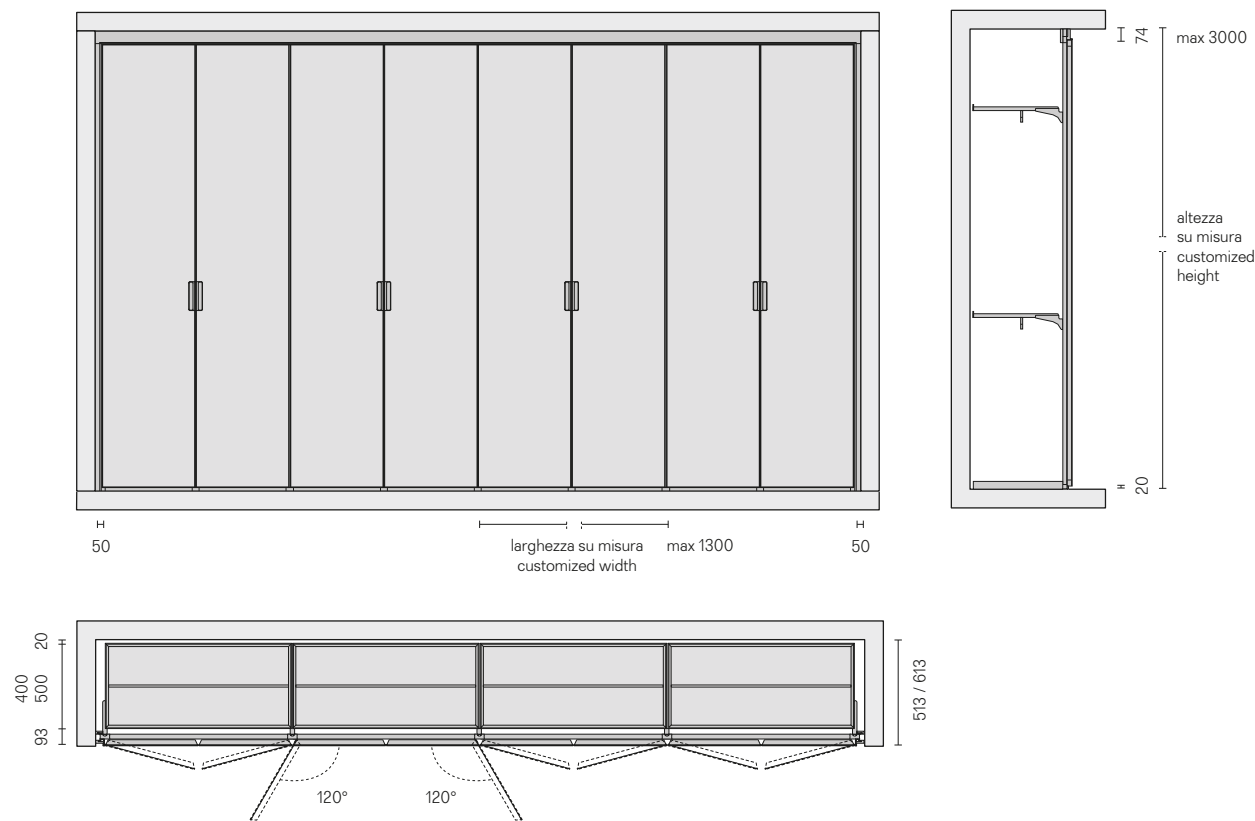 74
max 3000
altezza
su misura
customized
height
20
50
larghezza su misura
customized width
max 1300
50
20
400
500
93
513 / 613
120°
120°